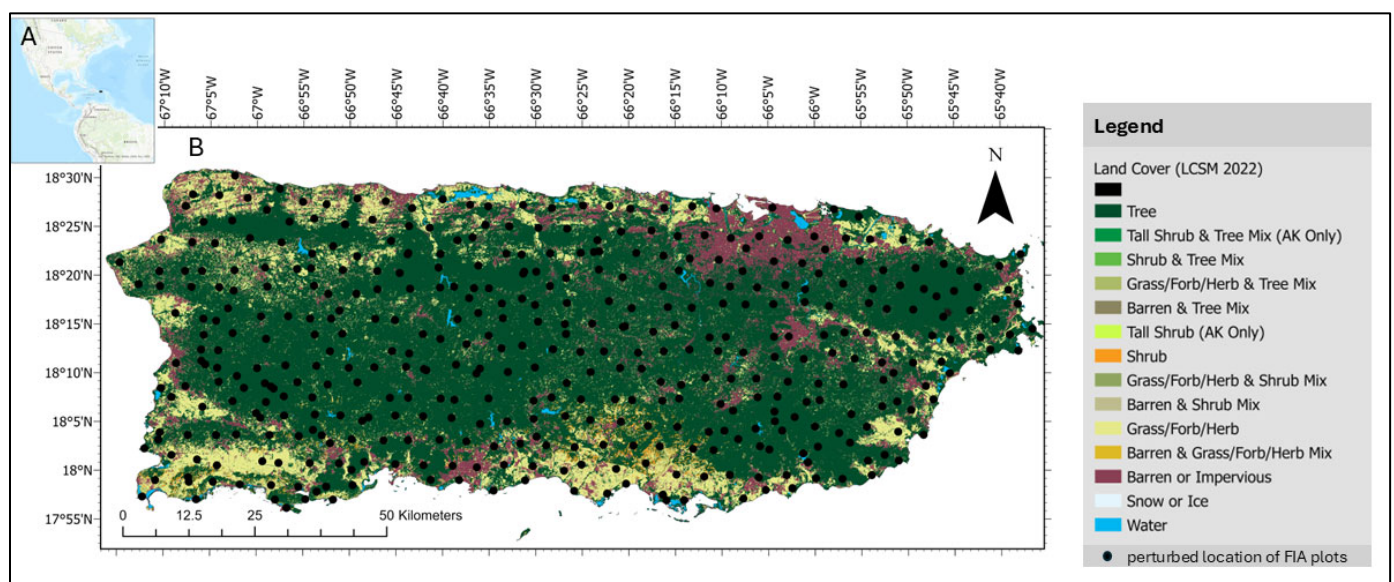 A
B
67°10'W
67°5'W
67°W
66°55'W
66°50'W
66°45'W
66°40'W
66°35'W
66°30'W
66°25'W
66°20'W
66°15'W
66°10'W
66°5'W
66°W
65°55'W
65°50'W
65°45'W
65°40'W
N
18°30'N
18°25'N
18°20'N
18°15'N
18°10'N
18°5'N
18°N
17°55'N
0 12.5 25 50 Kilometers
Legend
Land Cover (LCSM 2022)
Tree
Tall Shrub & Tree Mix (AK Only)
Shrub & Tree Mix
Grass/Forb/Herb & Tree Mix
Barren & Tree Mix
Tall Shrub (AK Only)
Shrub
Grass/Forb/Herb & Shrub Mix
Barren & Shrub Mix
Grass/Forb/Herb
Barren & Grass/Forb/Herb Mix
Barren or Impervious
Snow or Ice
Water
perturbed location of FIA plots